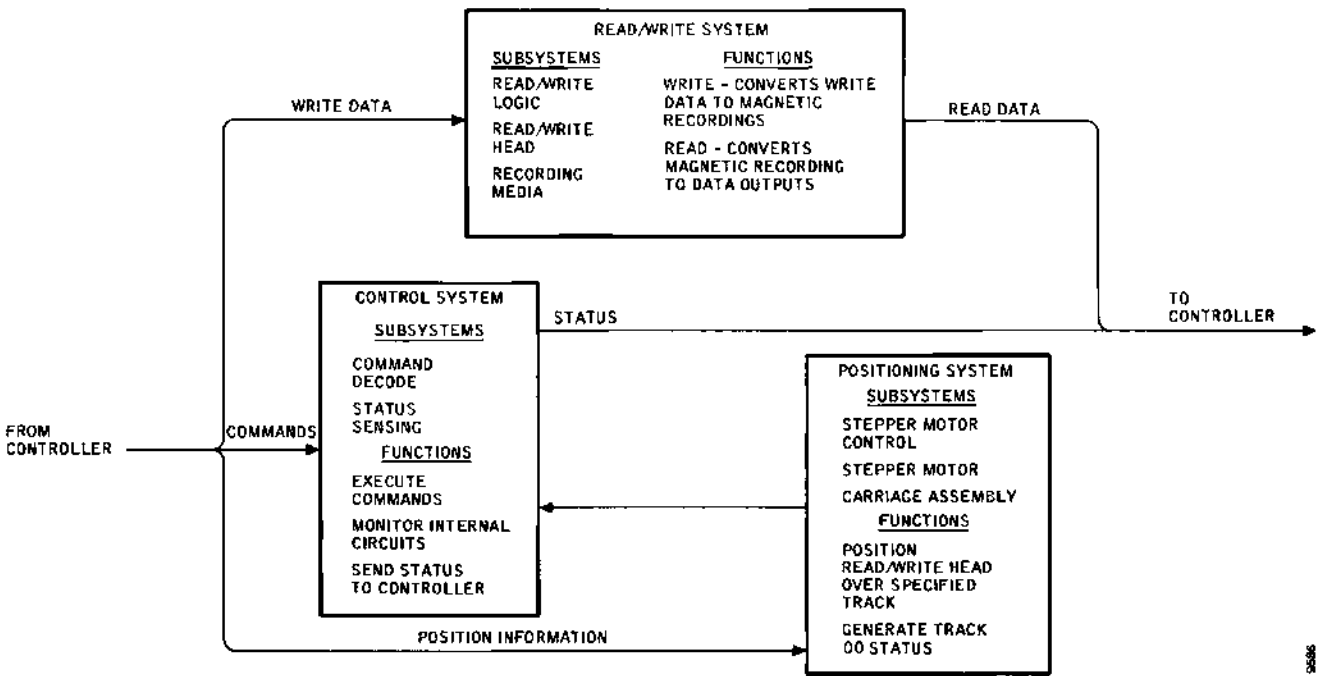 READ/WRITE SYSTEM
SUBSYSTEMS
READ/WRITE
LOGIC
READ/WRITE
HEAD
RECORDING
MEDIA
FUNCTIONS
WRITE - CONVERTS WRITE
DATA TO MAGNETIC
RECORDINGS
READ - CONVERTS
MAGNETIC RECORDING
TO DATA OUTPUTS
WRITE DATA
READ DATA
CONTROL SYSTEM
SUBSYSTEMS
COMMAND
DECODE
STATUS
SENSING
FUNCTIONS
EXECUTE
COMMANDS
MONITOR INTERNAL
CIRCUITS
SEND STATUS
TO CONTROLLER
STATUS
TO
CONTROLLER
POSITIONING SYSTEM
SUBSYSTEMS
STEPPER MOTOR
CONTROL
STEPPER MOTOR
CARRIAGE ASSEMBLY
FUNCTIONS
POSITION
READ/WRITE HEAD
OVER SPECIFIED
TRACK
GENERATE TRACK
00 STATUS
FROM
CONTROLLER
COMMANDS
POSITION INFORMATION
9686